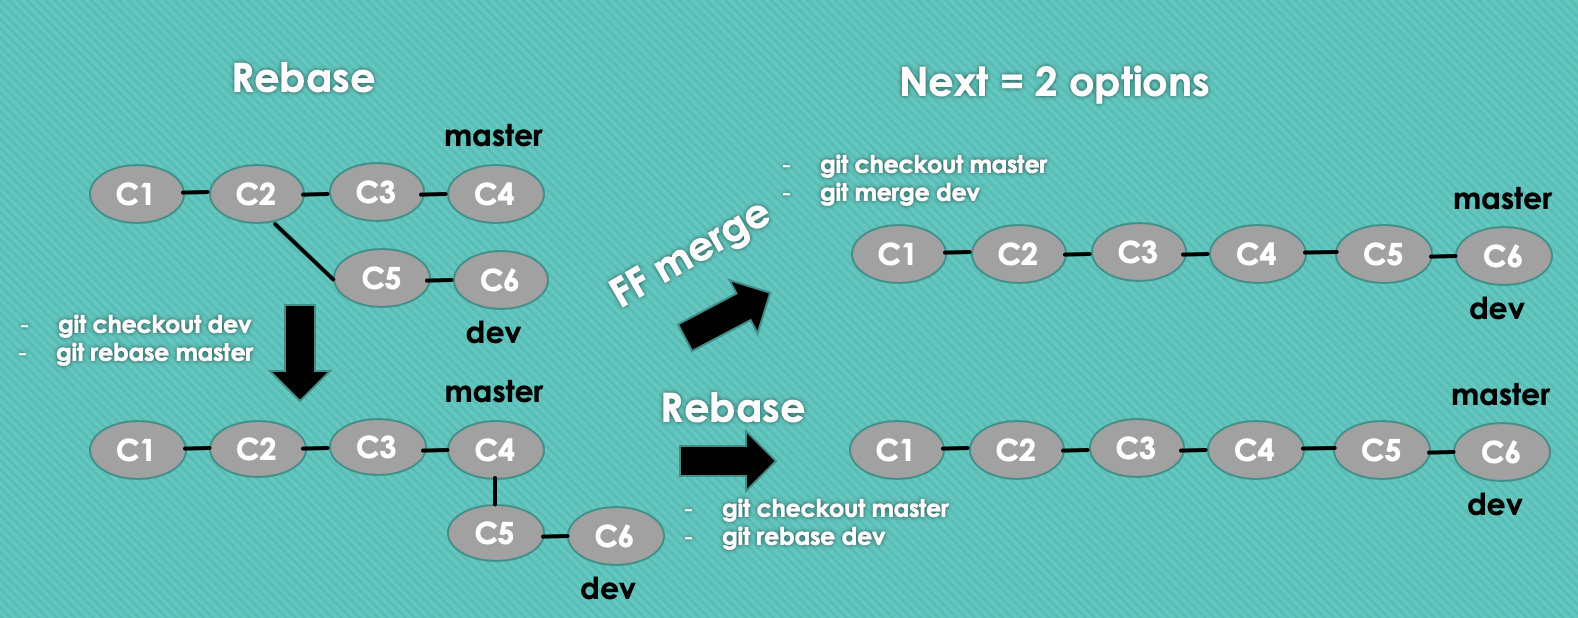 Rebase
master
C1 C2 C3 C4
C5 C6
dev
- git checkout dev
- git rebase master
master
C1 C2 C3 C4
C5 C6
dev
Next = 2 options
FF merge
- git checkout master
- git merge dev
master
C1 C2 C3 C4 C5 C6
dev
Rebase
- git checkout master
- git rebase dev
master
C1 C2 C3 C4 C5 C6
dev